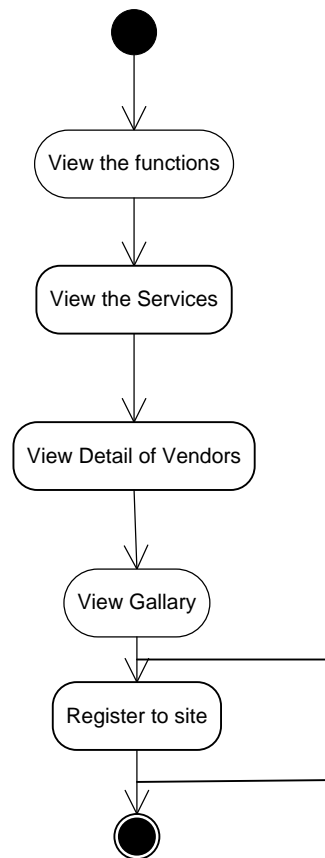 View the functions
View the Services
View Detail of Vendors
View Gallary
Register to site